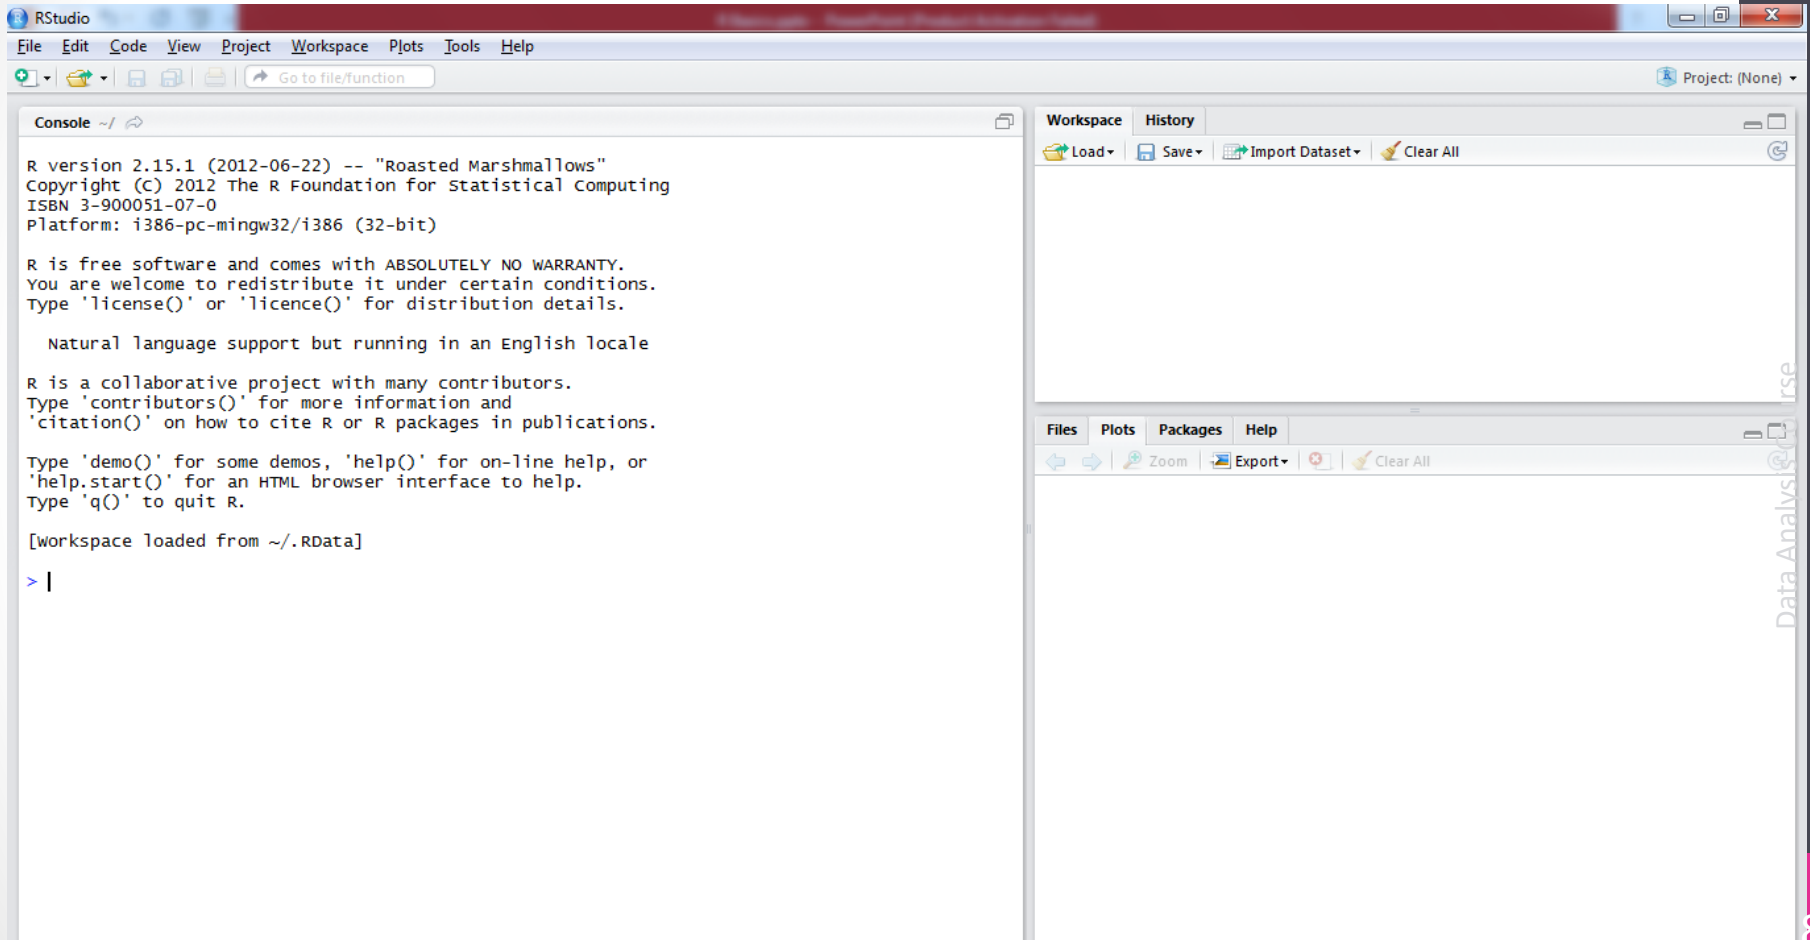 RStudio
File Edit Code View Project Workspace Plots Tools Help
Go to file/function
Project: (None)
Console ~/
R version 2.15.1 (2012-06-22) -- "Roasted Marshmallows"
Copyright (C) 2012 The R Foundation for Statistical Computing
ISBN 3-900051-07-0
Platform: i386-pc-mingw32/i386 (32-bit)
R is free software and comes with ABSOLUTELY NO WARRANTY.
You are welcome to redistribute it under certain conditions.
Type 'license()' or 'licence()' for distribution details.
Natural language support but running in an English locale
R is a collaborative project with many contributors.
Type 'contributors()' for more information and
'citation()' on how to cite R or R packages in publications.
Type 'demo()' for some demos, 'help()' for on-line help, or
'help.start()' for an HTML browser interface to help.
Type 'q()' to quit R.
[Workspace loaded from ~/.RData]
>
Workspace History
Load Save Import Dataset Clear All
Files Plots Packages Help
Zoom Export Clear All
Data Analysis